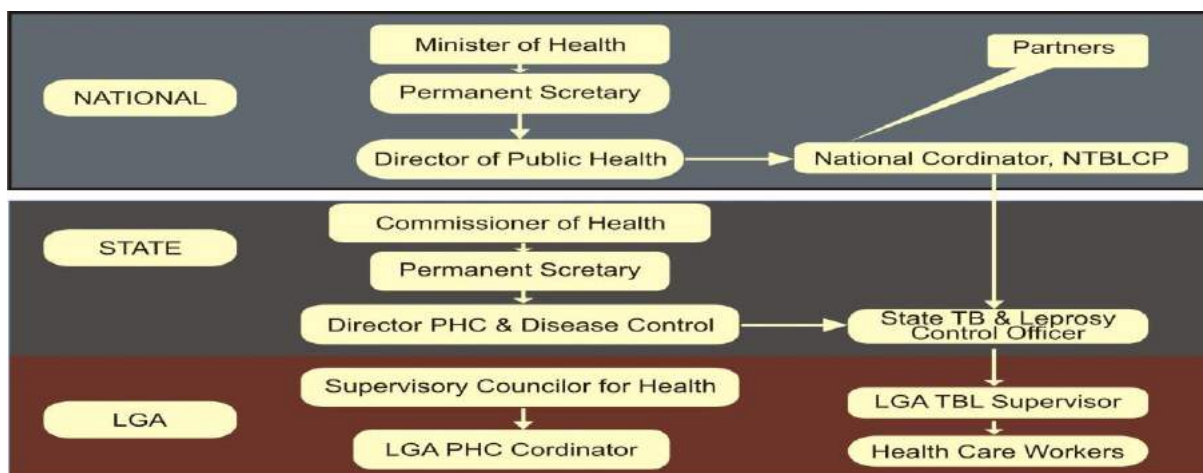 Minister of Health
Partners
NATIONAL
Permanent Scretary
Director of Public Health
National Cordinator, NTBLCP
Commissioner of Health
STATE
Permanent Scretary
Director PHC & Disease Control
State TB & Leprosy
Control Officer
Supervisory Councilor for Health
LGA TBL Supervisor
LGA
LGA PHC Cordinator
Health Care Workers